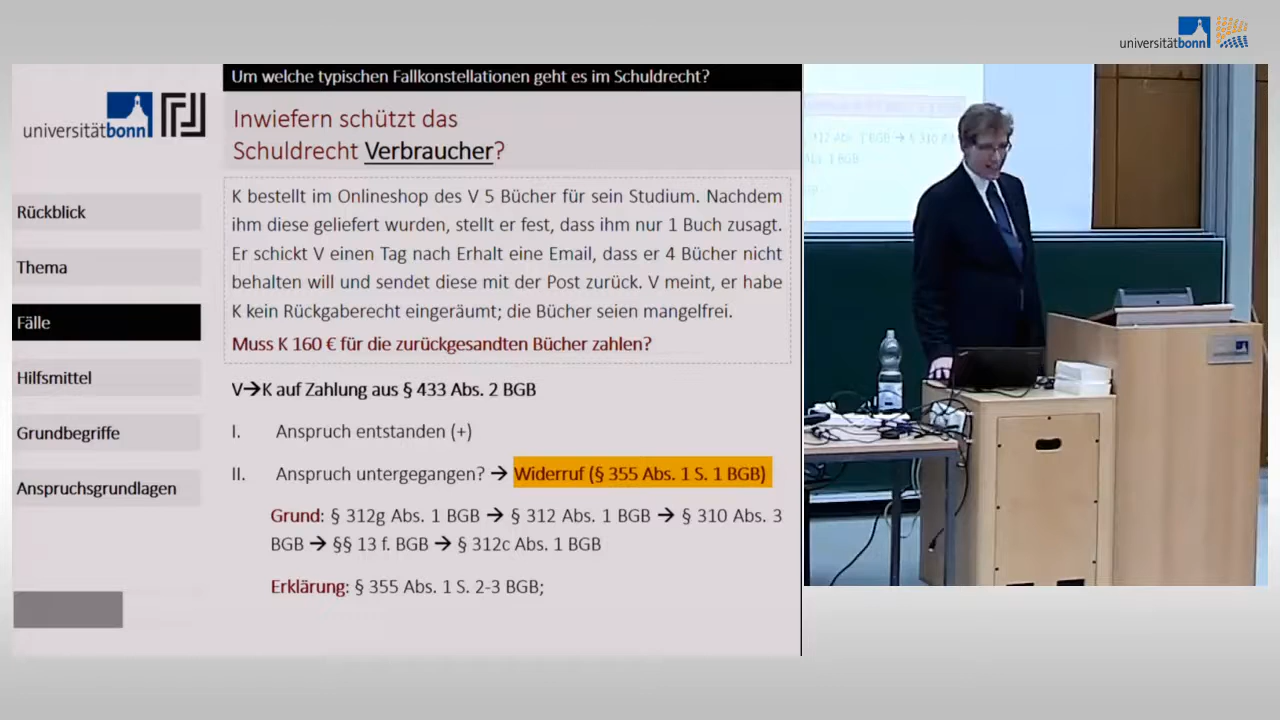 universitätbonn
Um welche typischen Fallkonstellationen geht es im Schuldrecht?
universitätbonn
Inwiefern schützt das
Schuldrecht Verbraucher?
Rückblick
Thema
Fälle
Hilfsmittel
Grundbegriffe
Anspruchsgrundlagen
K bestellt im Onlineshop des V 5 Bücher für sein Studium. Nachdem
ihm diese geliefert wurden, stellt er fest, dass ihm nur 1 Buch zusagt.
Er schickt V einen Tag nach Erhalt eine Email, dass er 4 Bücher nicht
behalten will und sendet diese mit der Post zurück. V meint, er habe
K kein Rückgaberecht eingeräumt; die Bücher seien mangelfrei.
Muss K 160 € für die zurückgesandten Bücher zahlen?
V→K auf Zahlung aus § 433 Abs. 2 BGB
I. Anspruch entstanden (+)
II. Anspruch untergegangen? → Widerruf (§ 355 Abs. 1 S. 1 BGB)
Grund: § 312g Abs. 1 BGB → § 312 Abs. 1 BGB → § 310 Abs. 3
BGB → §§ 13 f. BGB → § 312c Abs. 1 BGB
Erklärung: § 355 Abs. 1 S. 2-3 BGB;